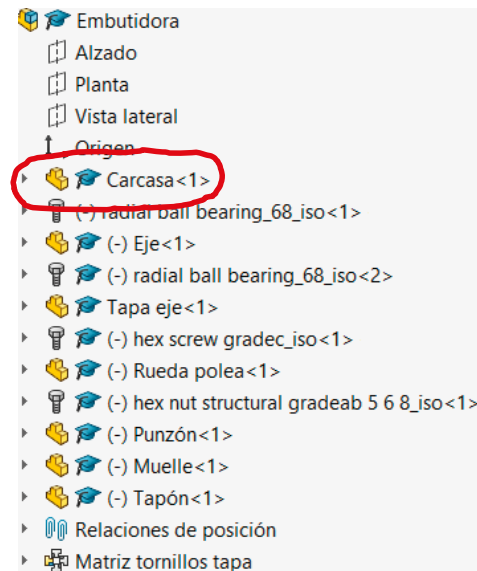 Embutidora
Alzado
Planta
Vista lateral
Origen
Carcasa<1>
(-) radial ball bearing_68_iso<1>
(-) Eje<1>
(-) radial ball bearing_68_iso<2>
Tapa eje<1>
(-) hex screw gradec_iso<1>
(-) Rueda polea<1>
(-) hex nut structural gradeab 5 6 8_iso<1>
(-) Punzón<1>
(-) Muelle<1>
(-) Tapón<1>
Relaciones de posición
Matriz tornillos tapa